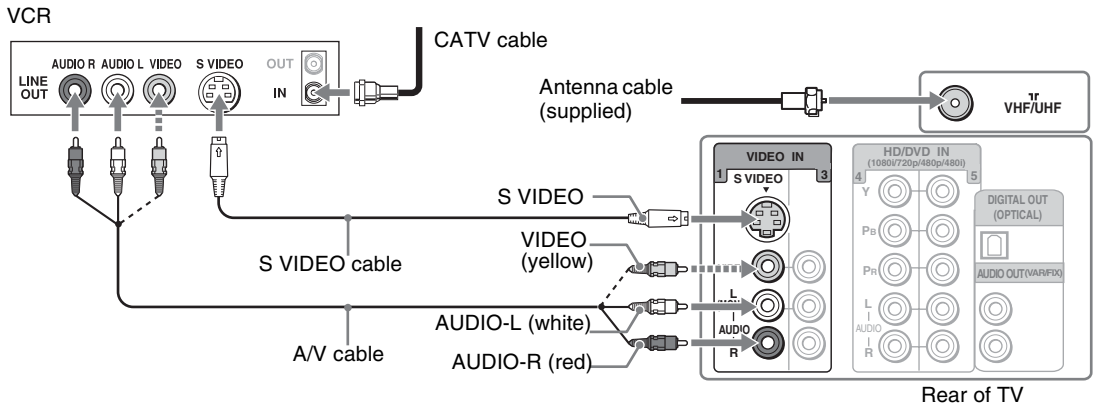 VCR
CATV cable
AUDIO R AUDIO L VIDEO S VIDEO OUT
LINE OUT
IN
Antenna cable
(supplied)
VHF/UHF
VIDEO IN
1 3
S VIDEO
HD/DVD IN
(1080i/720p/480p/480i)
4 5
Y
PB
PR
L
AUDIO
R
DIGITAL OUT
(OPTICAL)
AUDIO OUT(VAR/FIX)
S VIDEO
VIDEO
(yellow)
S VIDEO cable
L
AUDIO
R
AUDIO-L (white)
A/V cable
AUDIO-R (red)
Rear of TV